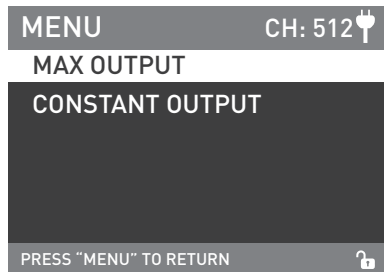 MENU CH: 512
MAX OUTPUT
CONSTANT OUTPUT
PRESS “MENU” TO RETURN